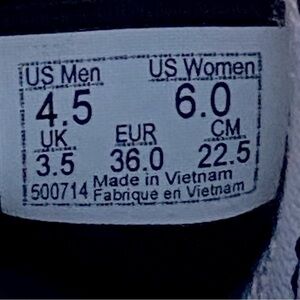 US Men US Women
4.5 6.0
UK EUR CM
3.5 36.0 22.5
500714 Made in Vietnam
Fabrique en Vietnam